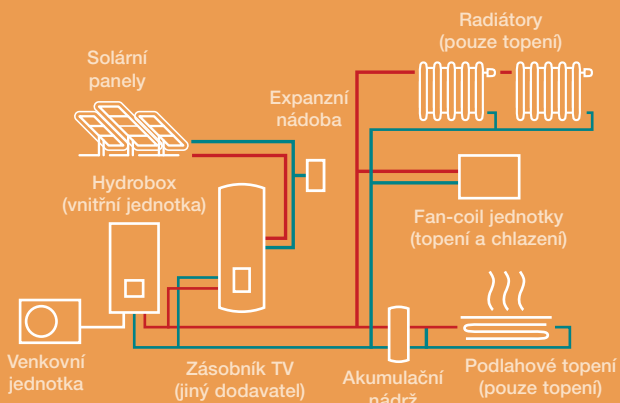 Radiátory
(pouze topení)
Solární
panely
Expanzní
nádoba
Hydrobox
(vnitřní jednotka)
Fan-coil jednotky
(topení a chlazení)
Venkovní
jednotka
Zásobník TV
(jiný dodavatel)
Akumulační
nádrž
Podlahové topení
(pouze topení)